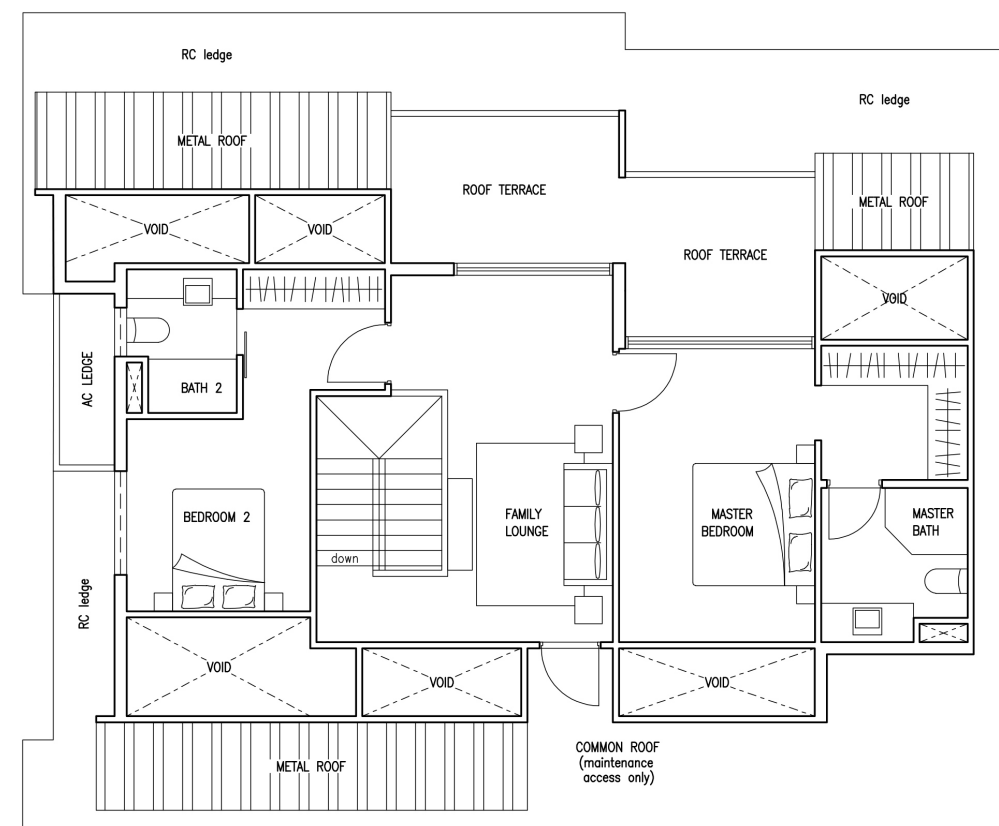 RC ledge
RC ledge
METAL ROOF
ROOF TERRACE
METAL ROOF
VOID
VOID
ROOF TERRACE
VOID
AC LEDGE
BATH 2
BEDROOM 2
FAMILY
LOUNGE
MASTER
BEDROOM
MASTER
BATH
down
RC ledge
VOID
VOID
VOID
METAL ROOF
COMMON ROOF
(maintenance
access only)